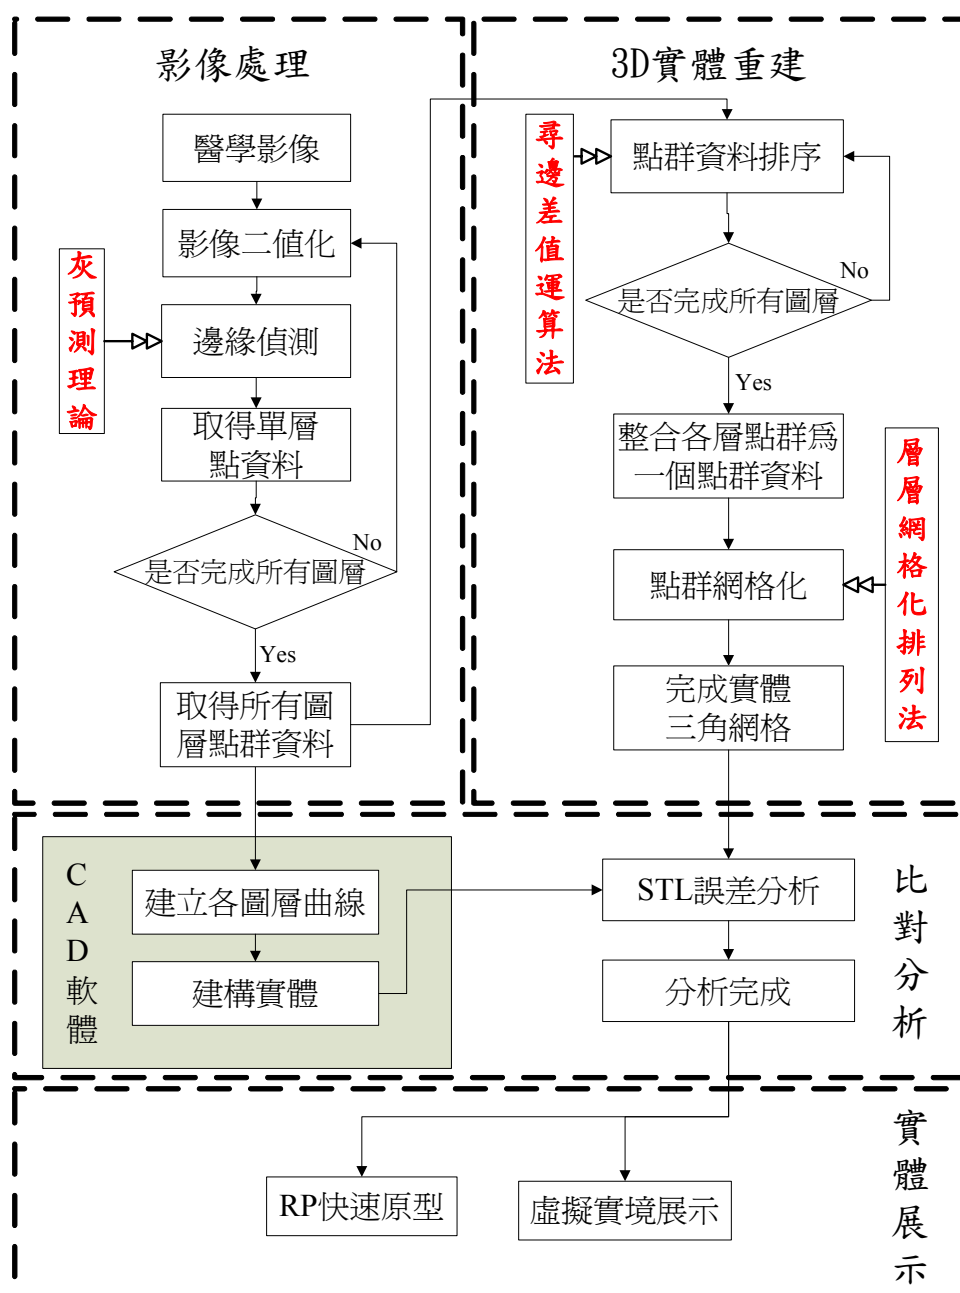 影像處理
醫學影像
影像二值化
灰預測理論
邊緣偵測
取得單層
點資料
No
是否完成所有圖層
Yes
取得所有圖
層點群資料
3D實體重建
尋邊差值運算法
點群資料排序
No
是否完成所有圖層
Yes
整合各層點群爲
一個點群資料
層層網格化排列法
點群網格化
完成實體
三角網格
CAD軟體
建立各圖層曲線
建構實體
STL誤差分析
分析完成
比對分析
RP快速原型
虛擬實境展示
實體展示